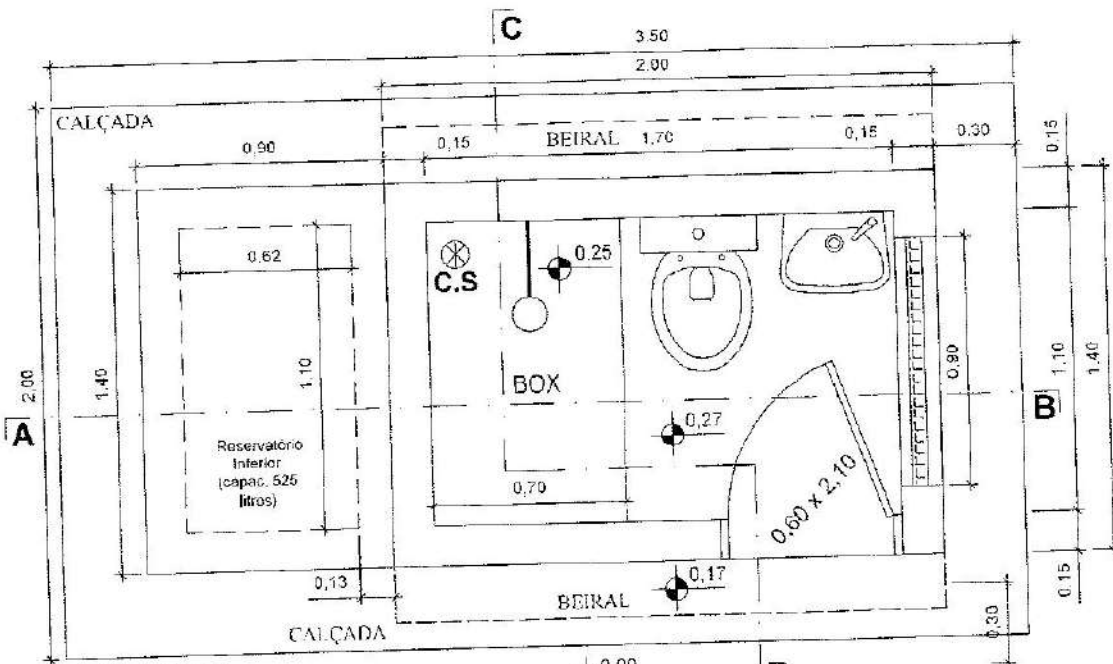 C
3.50
2.00
CALÇADA
0,90
0,15
BEIRAL
1,70
0,15
0.30
0.15
0.62
C.S
0.25
2,00
1.40
1,10
BOX
0,90
1,10
1.40
A
B
0,27
Reservatório
Inferior
(capac. 525
litros)
0,70
0,60 x 2,10
0,13
0,17
BEIRAL
0.15
0,30
CALÇADA